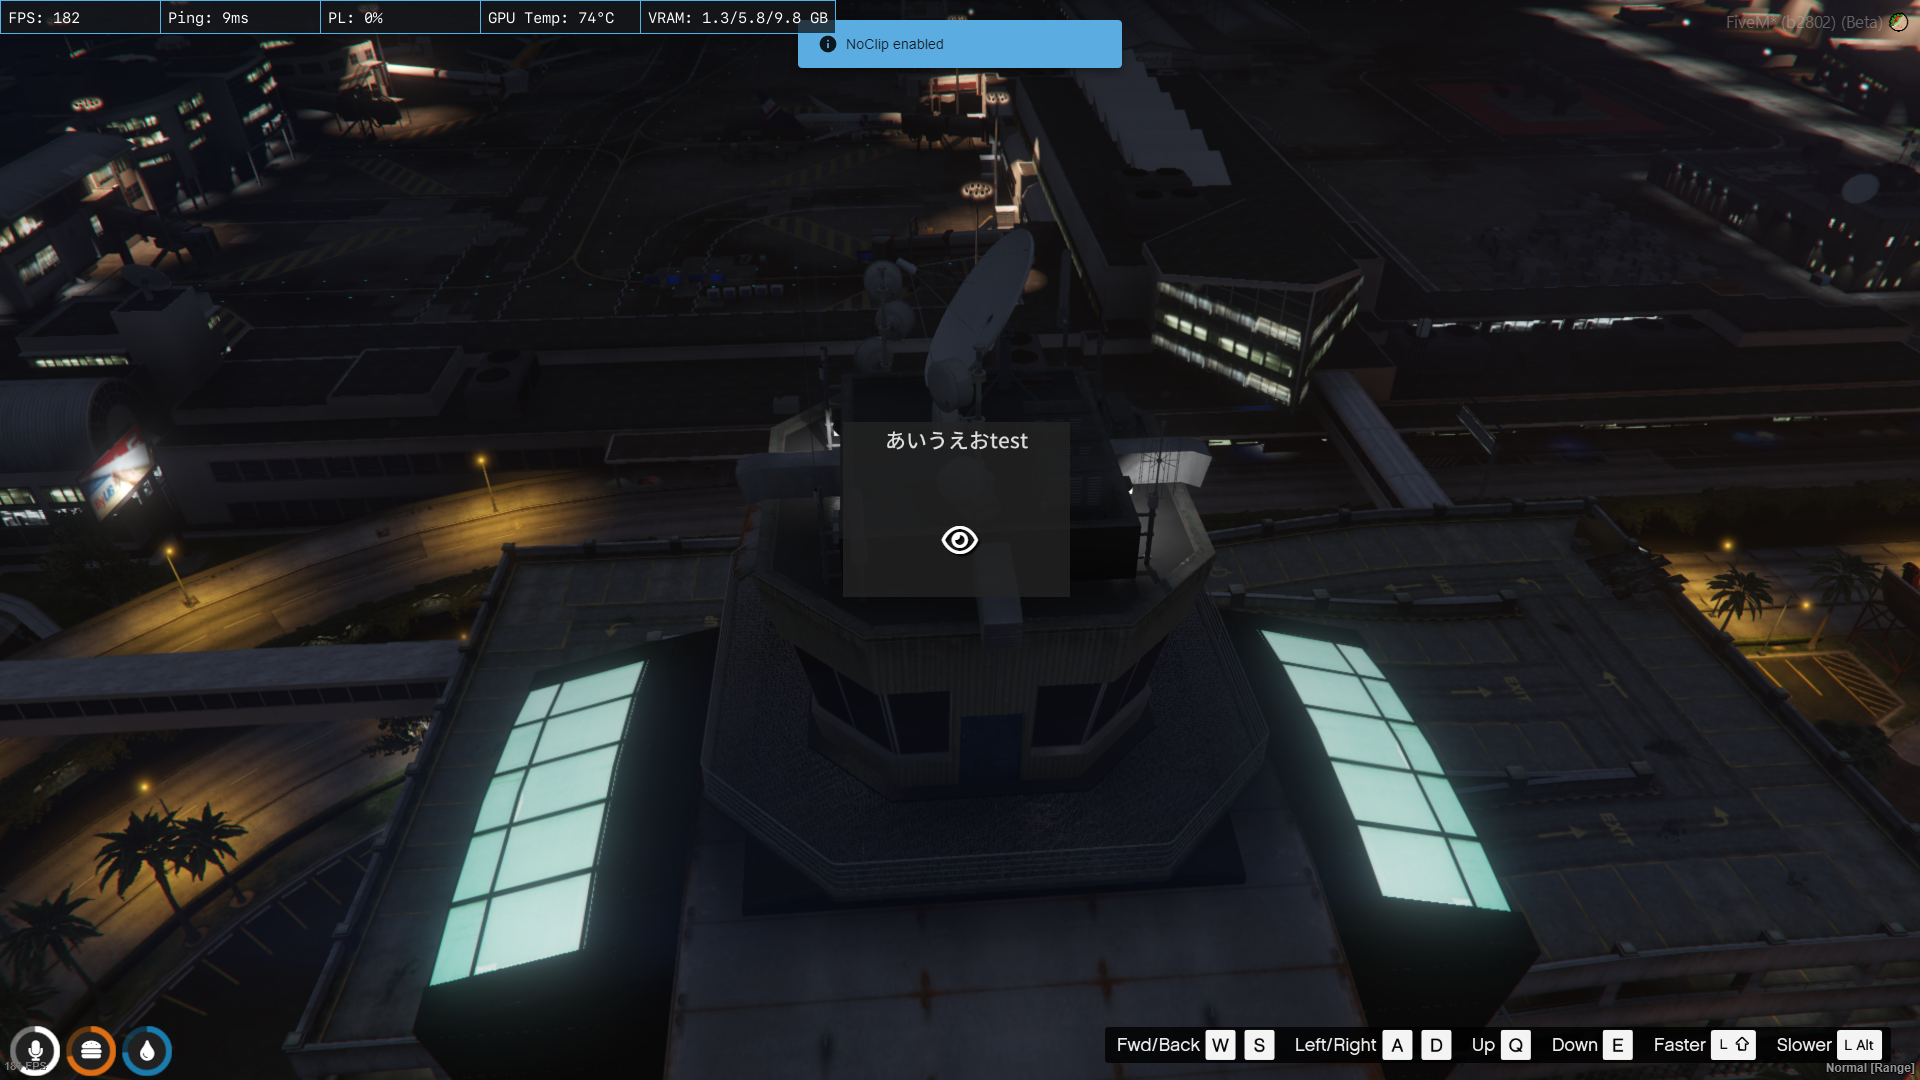 FPS: 182
Ping: 9ms
PL: 0%
GPU Temp: 74°C
VRAM: 1.3/5.8/9.8 GB
FiveM* (b2802) (Beta)
NoClip enabled
あいうえおtest
EXIT
EXIT
Fwd/Back W S Left/Right A D Up Q Down E Faster L ⇧ Slower L Alt
Normal [Range]